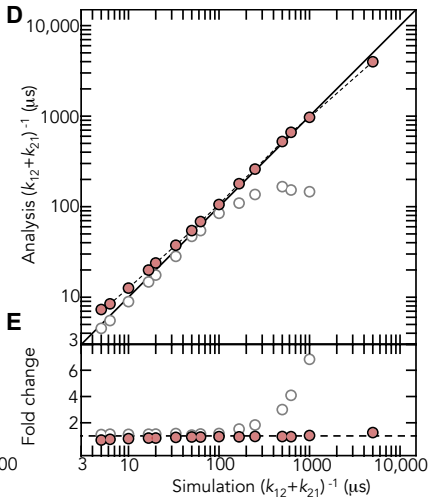 D
10,000
1000
100
10
3
Analysis (k12+k21)-1 (μs)
E
6
4
2
Fold change
00
3 10 100 1000 10,000
Simulation (k12+k21)-1 (μs)